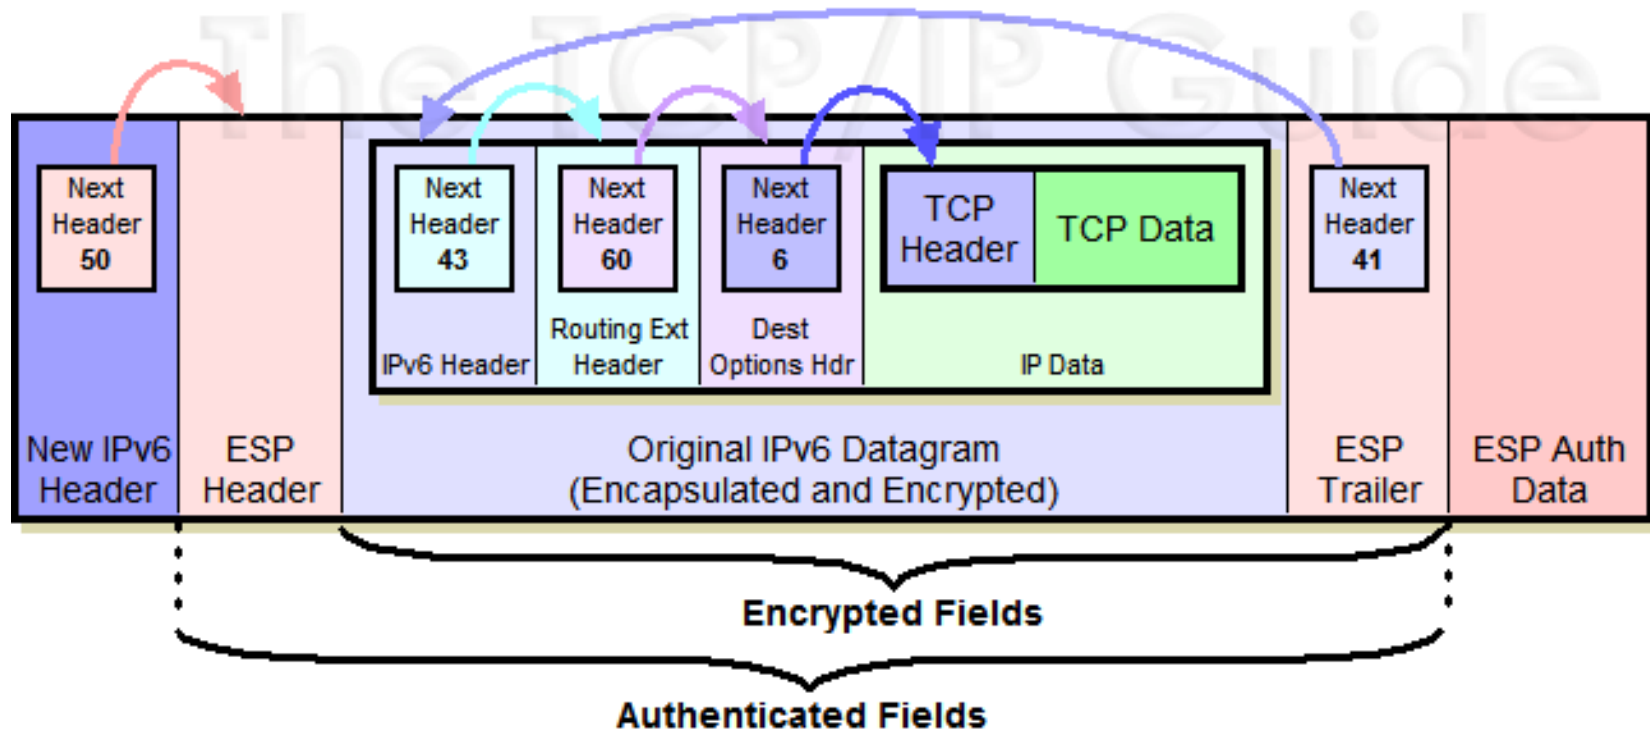 The TCP/IP Guide
Next
Header
50
Next
Header
43
Next
Header
60
Next
Header
6
TCP
Header
TCP Data
Next
Header
41
IPv6 Header
Routing Ext
Header
Dest
Options Hdr
IP Data
New IPv6
Header
ESP
Header
Original IPv6 Datagram
(Encapsulated and Encrypted)
ESP
Trailer
ESP Auth
Data
Encrypted Fields
Authenticated Fields